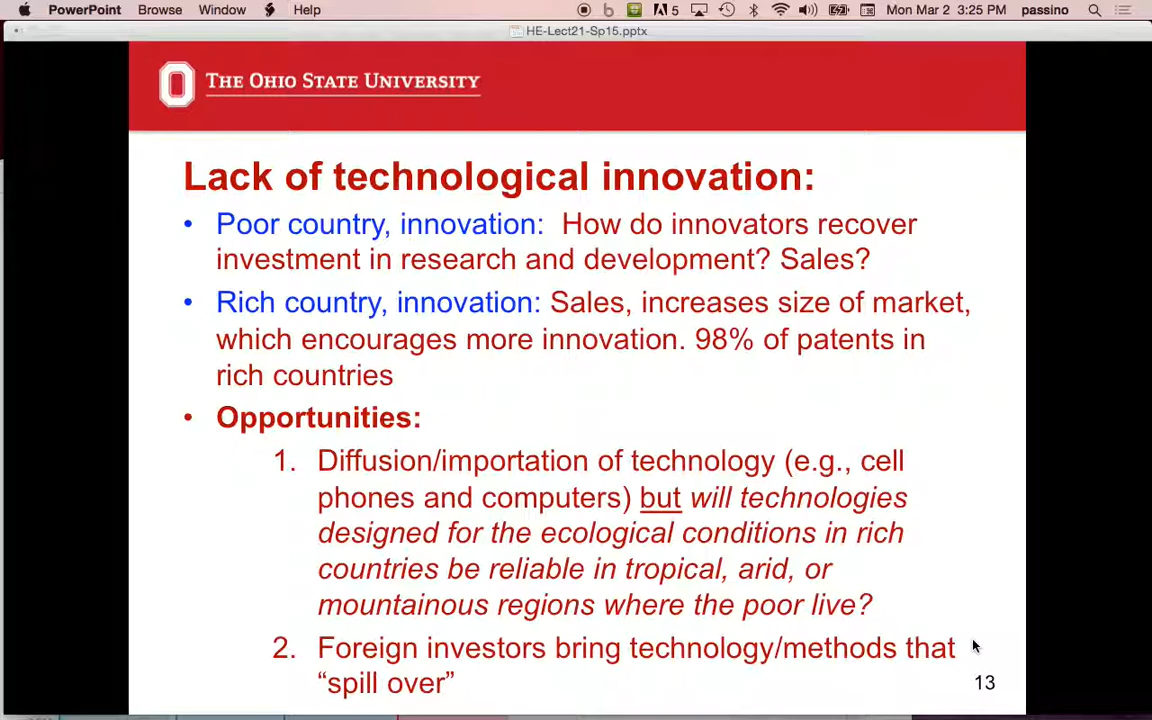 PowerPoint Browse Window Help 5 Mon Mar 2 3:25 PM passino
HE-Lect21-Sp15.pptx
THE OHIO STATE UNIVERSITY
Lack of technological innovation:
• Poor country, innovation: How do innovators recover
investment in research and development? Sales?
• Rich country, innovation: Sales, increases size of market,
which encourages more innovation. 98% of patents in
rich countries
• Opportunities:
1. Diffusion/importation of technology (e.g., cell
phones and computers) but will technologies
designed for the ecological conditions in rich
countries be reliable in tropical, arid, or
mountainous regions where the poor live?
2. Foreign investors bring technology/methods that
“spill over”
13